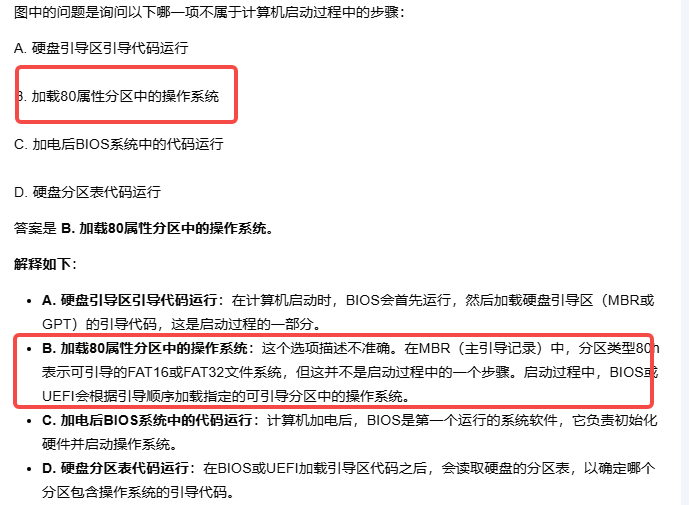 图中的问题是询问以下哪一项不属于计算机启动过程中的步骤：
A. 硬盘引导区引导代码运行
B. 加载80属性分区中的操作系统
C. 加电后BIOS系统中的代码运行
D. 硬盘分区表代码运行
答案是 B. 加载80属性分区中的操作系统。
解释如下：
• A. 硬盘引导区引导代码运行：在计算机启动时，BIOS会首先运行，然后加载硬盘引导区（MBR或
GPT）的引导代码，这是启动过程的一部分。
• B. 加载80属性分区中的操作系统：这个选项描述不准确。在MBR（主引导记录）中，分区类型80h
表示可引导的FAT16或FAT32文件系统，但这并不是启动过程中的一个步骤。启动过程中，BIOS或
UEFI会根据引导顺序加载指定的可引导分区中的操作系统。
• C. 加电后BIOS系统中的代码运行：计算机加电后，BIOS是第一个运行的系统软件，它负责初始化
硬件并启动操作系统。
• D. 硬盘分区表代码运行：在BIOS或UEFI加载引导区代码之后，会读取硬盘的分区表，以确定哪个
分区包含操作系统的引导代码。